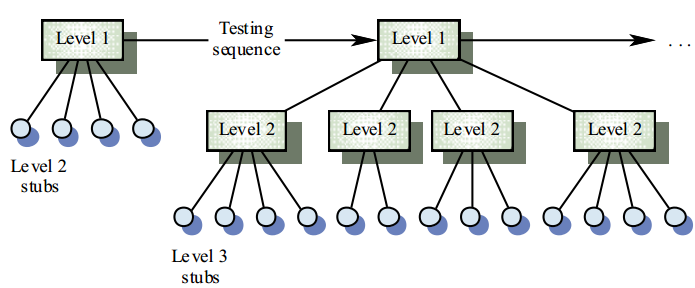 Level 1
Testing
sequence
Level 1
. . .
Level 2
stubs
Level 2
Level 2
Level 2
Level 2
Level 3
stubs